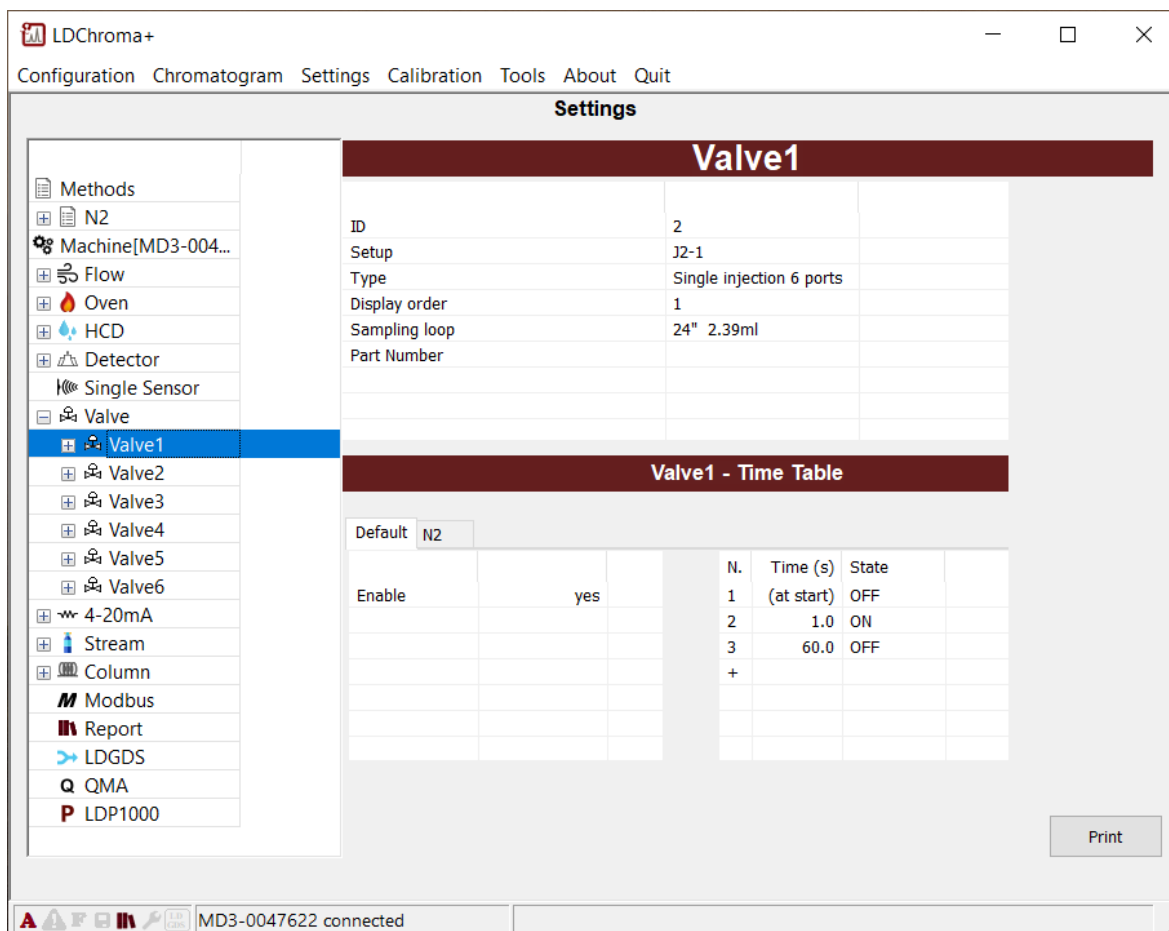 LDChroma+
Configuration Chromatogram Settings Calibration Tools About Quit
Settings
Methods
N2
Machine[MD3-004...
Flow
Oven
HCD
Detector
Single Sensor
Valve
Valve1
Valve2
Valve3
Valve4
Valve5
Valve6
4-20mA
Stream
Column
M Modbus
Report
LDGDS
Q QMA
P LDP1000
Valve1
ID 2
Setup J2-1
Type Single injection 6 ports
Display order 1
Sampling loop 24" 2.39ml
Part Number
Valve1 - Time Table
Default N2
Enable yes
N. Time (s) State
1 (at start) OFF
2 1.0 ON
3 60.0 OFF
+
Print
A F LD GDS MD3-0047622 connected